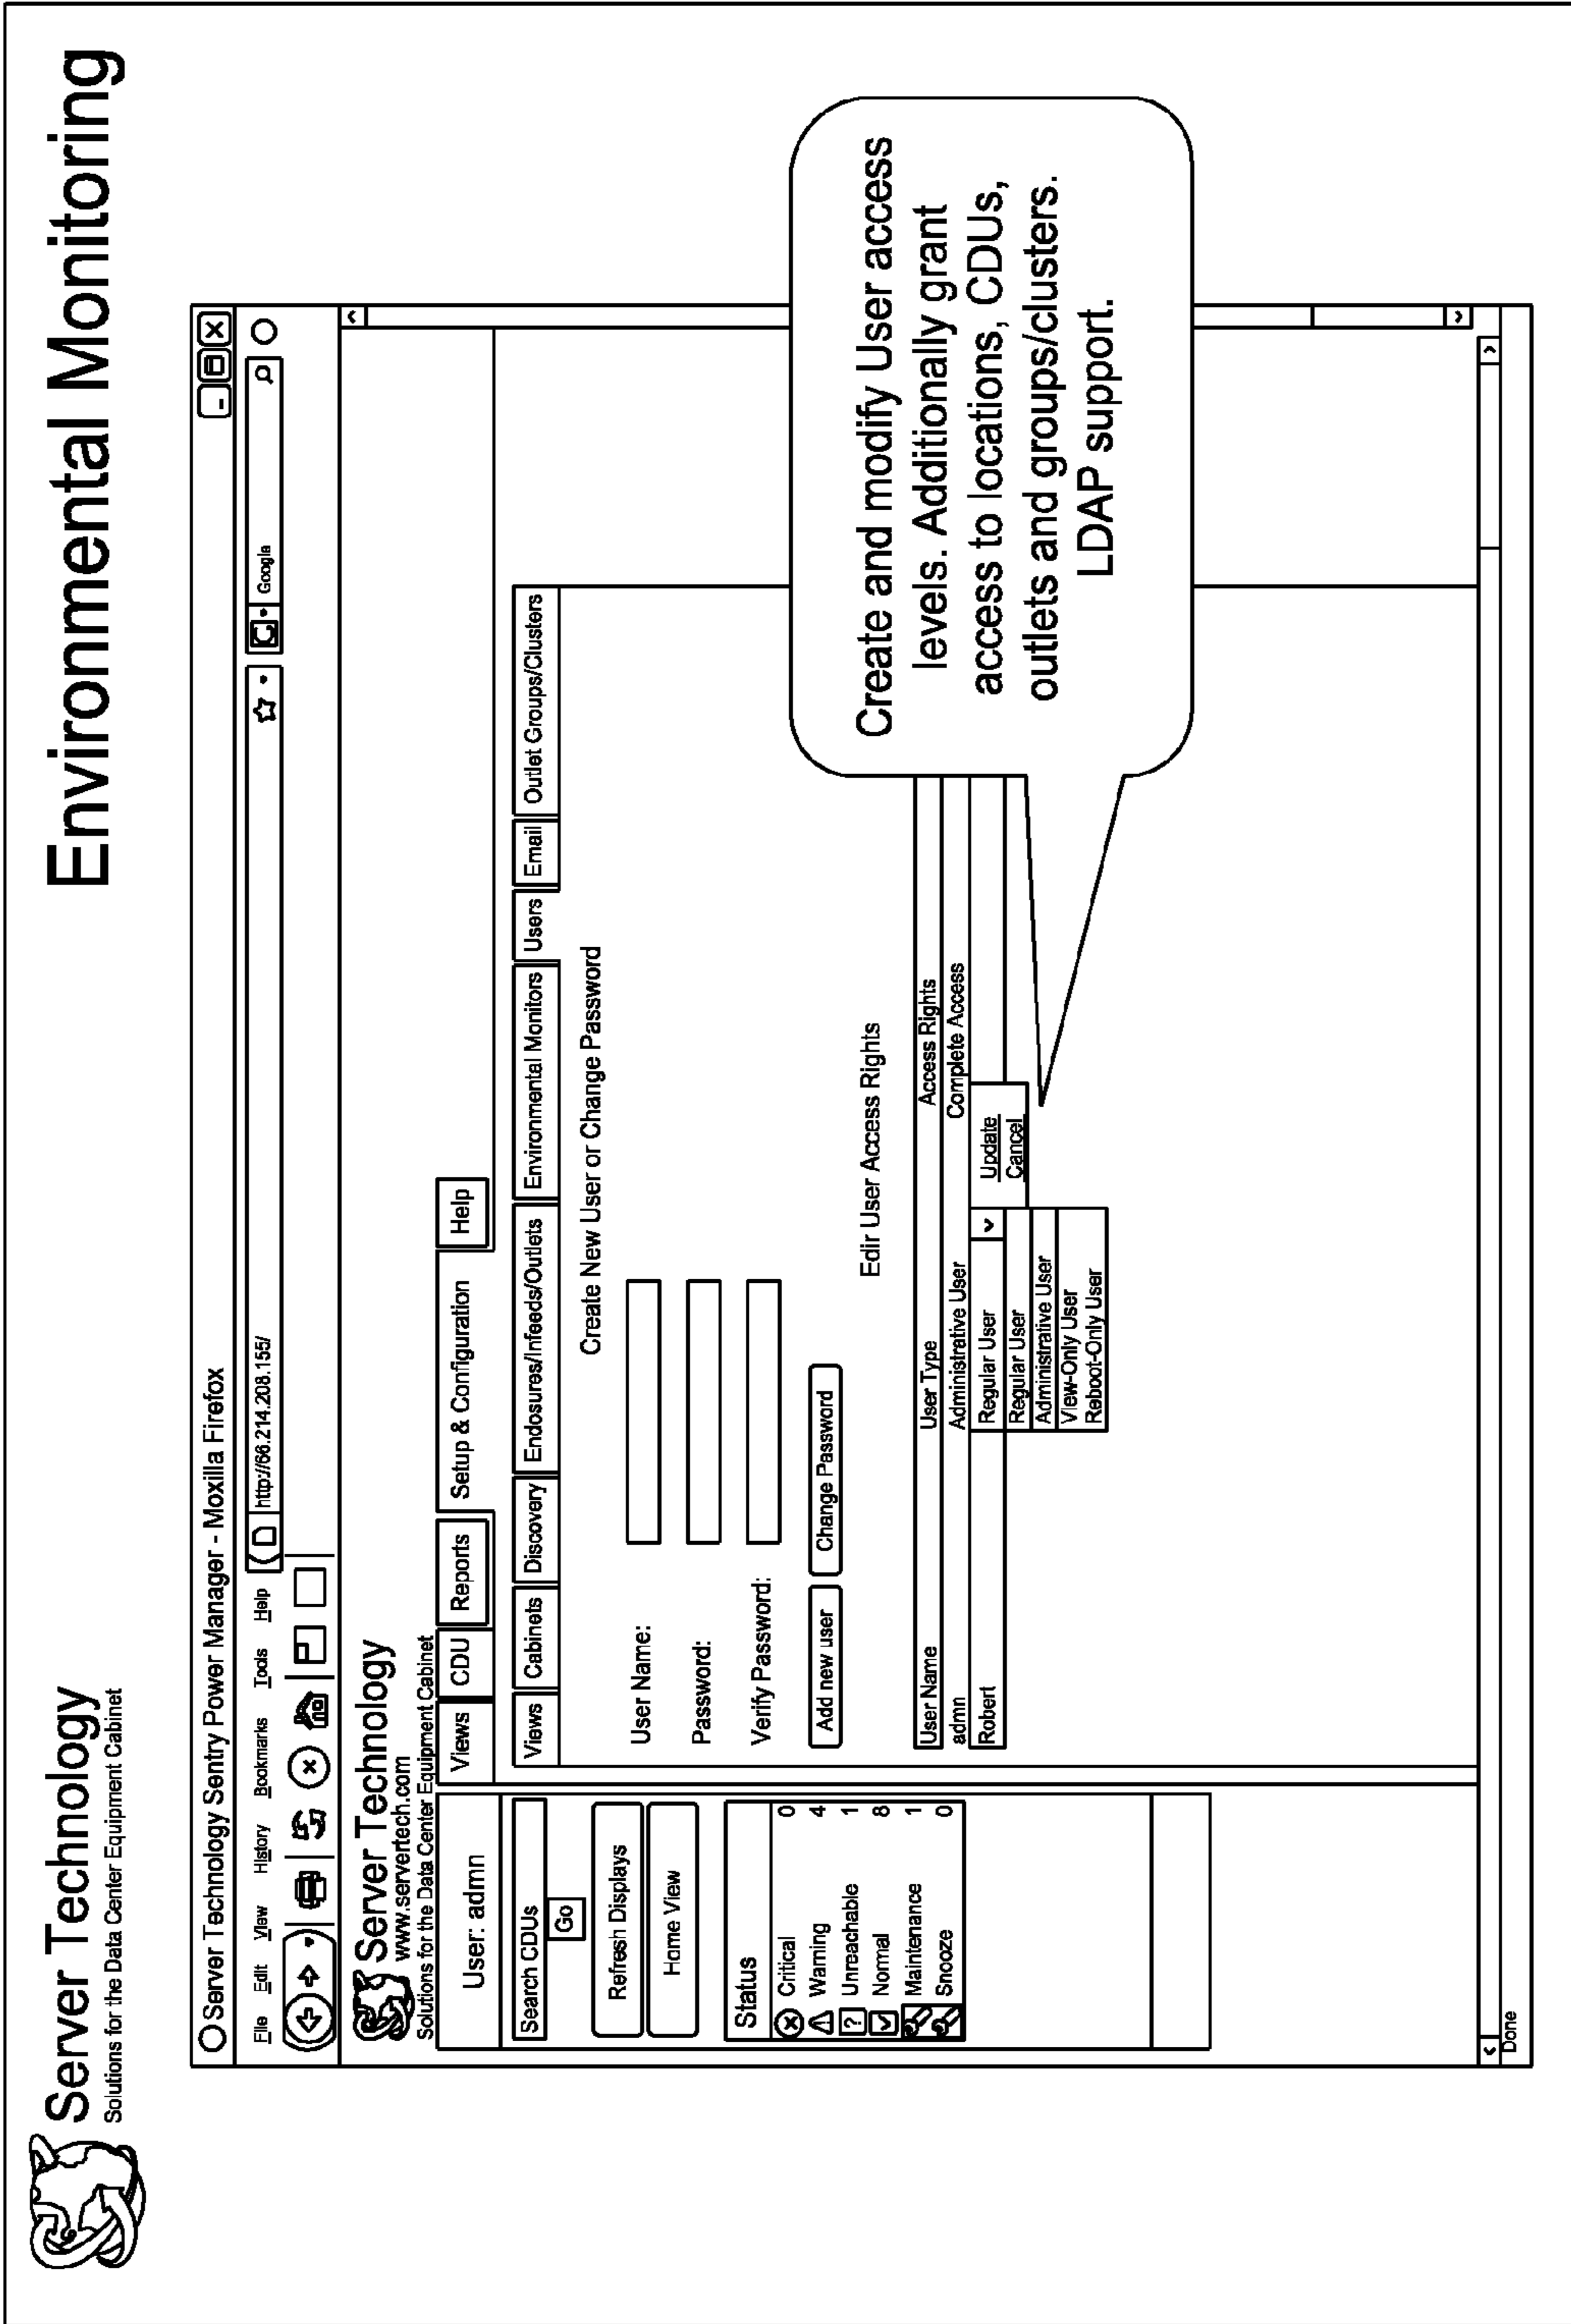 Server Technology
Solutions for the Data Center Equipment Cabinet
Environmental Monitoring
Server Technology Sentry Power Manager - Moxilla Firefox
File Edit View History Bookmarks Tools Help
http://66.214.208.155/
Google
Server Technology
www.servertech.com
Solutions for the Data Center Equipment Cabinet
User: admn
Search CDUs
Go
Refresh Displays
Home View
Status
Critical 0
Warning 4
Unreachable 1
Normal 8
Maintenance 1
Snooze 0
Views CDU Reports Setup & Configuration Help
Views Cabinets Discovery Endosures/Infeeds/Outlets Environmental Monitors Users Email Outlet Groups/Clusters
Create New User or Change Password
User Name:
Password:
Verify Password:
Add new user Change Password
Edir User Access Rights
User Name User Type Access Rights
admn Administrative User Complete Access
Robert Regular User Update
Cancel
Regular User
Administrative User
View-Only User
Reboot-Only User
Create and modify User access
levels. Additionally grant
access to locations, CDUs,
outlets and groups/clusters.
LDAP support.
Done